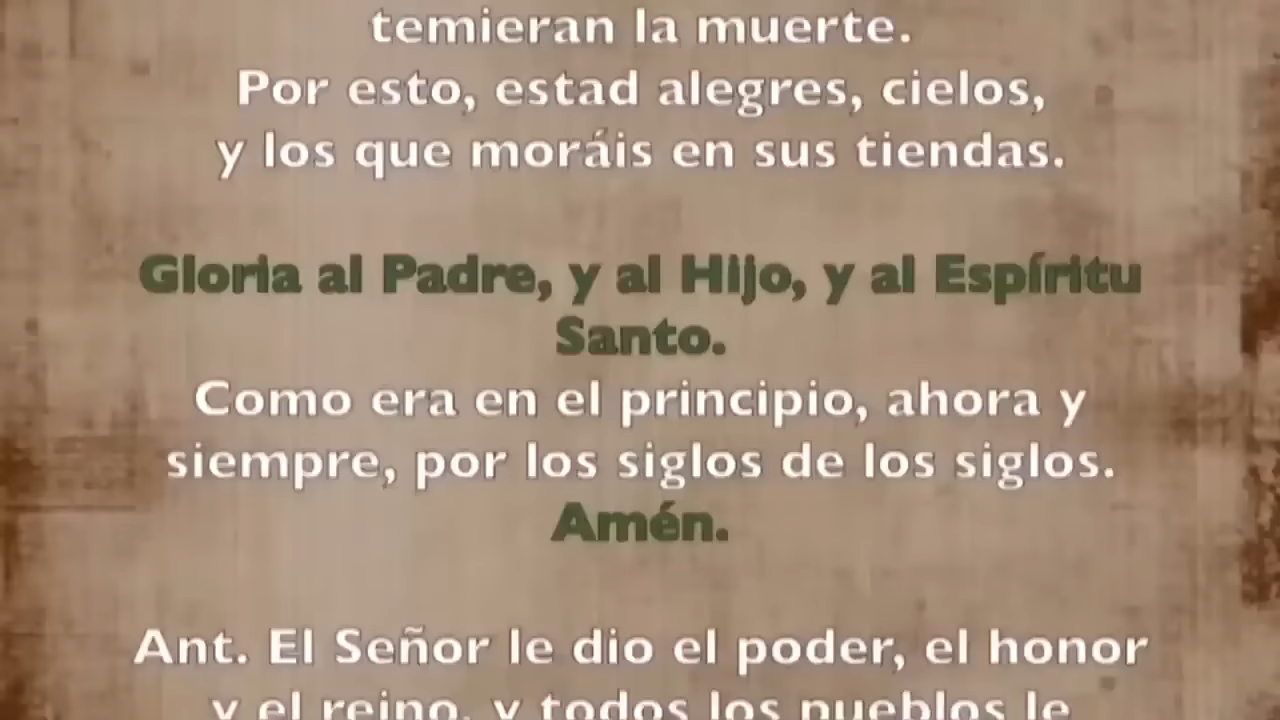 temieran la muerte.
Por esto, estad alegres, cielos,
y los que moráis en sus tiendas.
Gloria al Padre, y al Hijo, y al Espíritu
Santo.
Como era en el principio, ahora y
siempre, por los siglos de los siglos.
Amén.
Ant. El Señor le dio el poder, el honor
y el reino, y todos los pueblos le